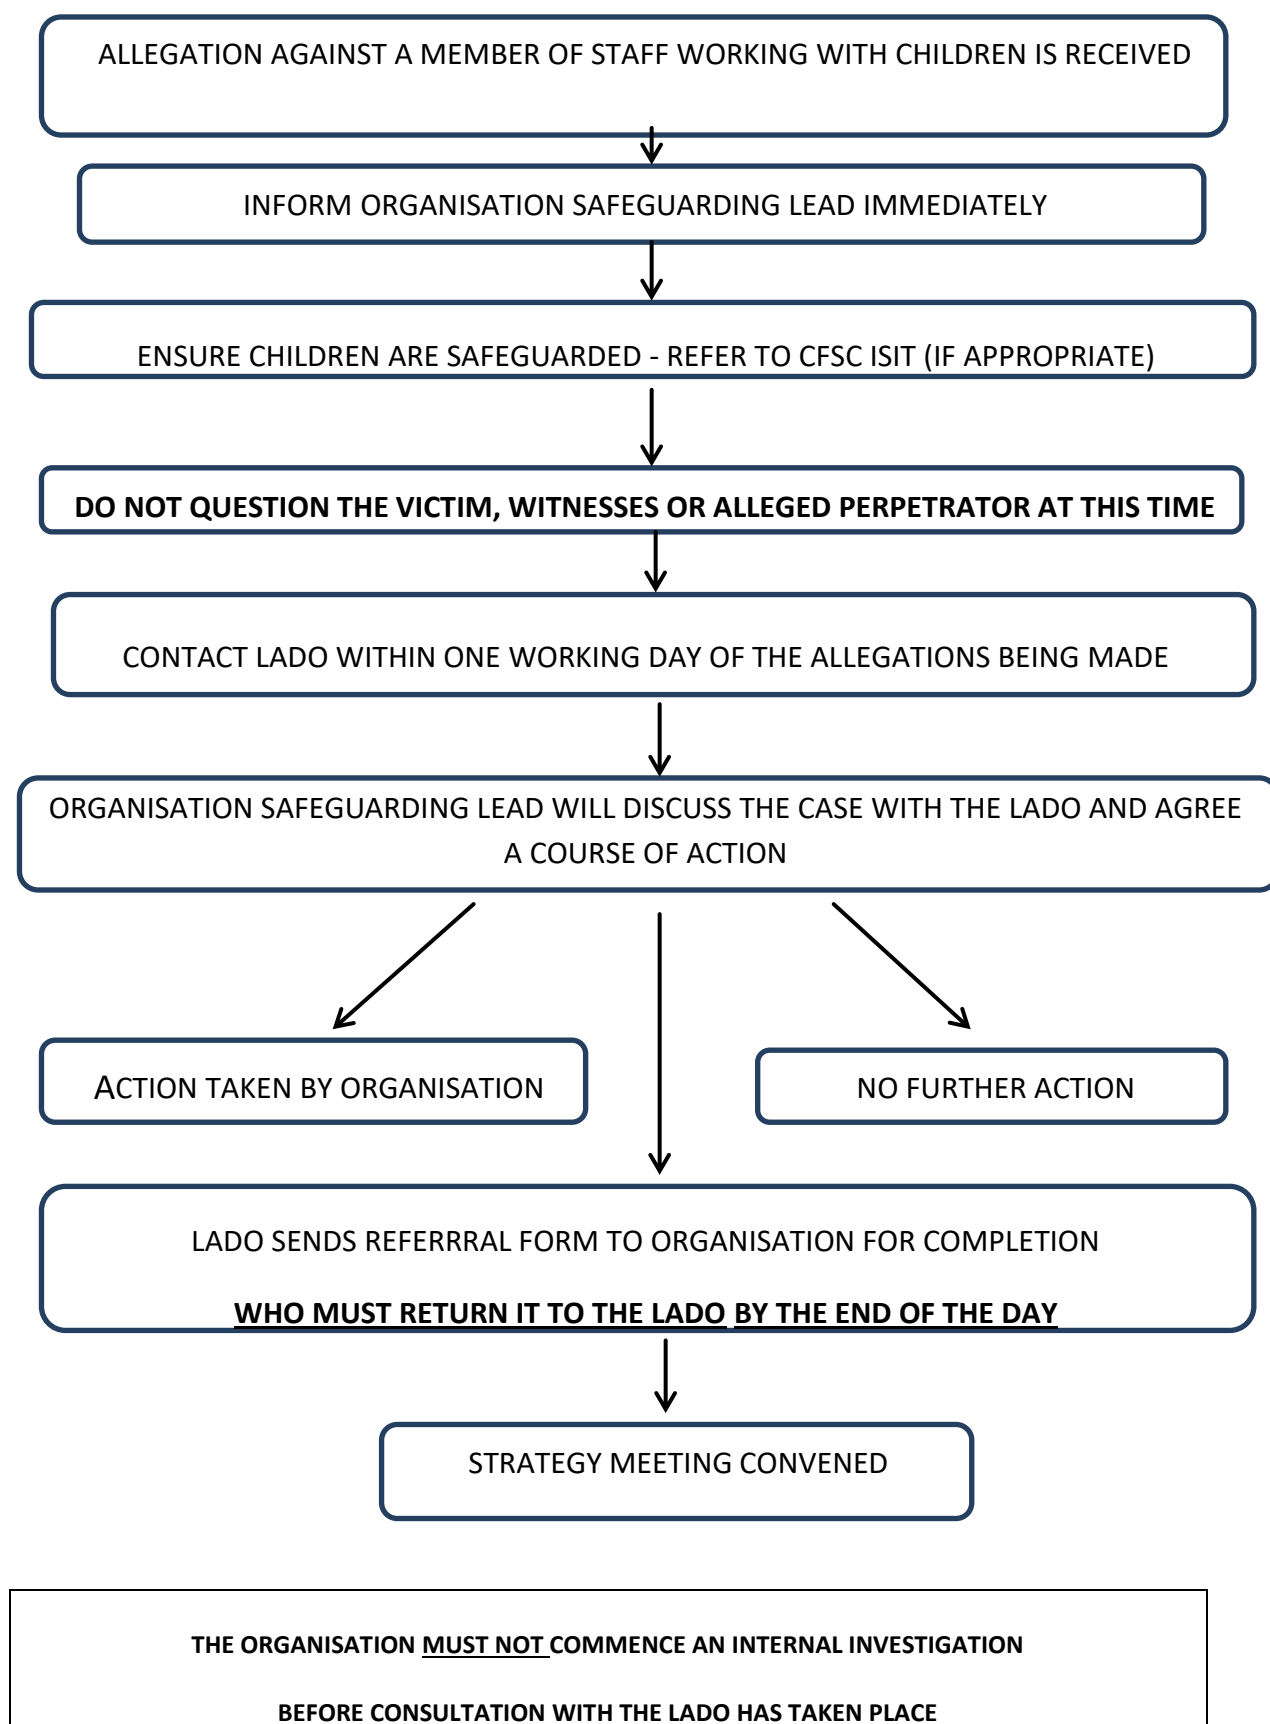 ALLEGATION AGAINST A MEMBER OF STAFF WORKING WITH CHILDREN IS RECEIVED
INFORM ORGANISATION SAFEGUARDING LEAD IMMEDIATELY
ENSURE CHILDREN ARE SAFEGUARDED - REFER TO CFSC ISIT (IF APPROPRIATE)
DO NOT QUESTION THE VICTIM, WITNESSES OR ALLEGED PERPETRATOR AT THIS TIME
CONTACT LADO WITHIN ONE WORKING DAY OF THE ALLEGATIONS BEING MADE
ORGANISATION SAFEGUARDING LEAD WILL DISCUSS THE CASE WITH THE LADO AND AGREE
A COURSE OF ACTION
ACTION TAKEN BY ORGANISATION
NO FURTHER ACTION
LADO SENDS REFERRRAL FORM TO ORGANISATION FOR COMPLETION
WHO MUST RETURN IT TO THE LADO BY THE END OF THE DAY
STRATEGY MEETING CONVENED
THE ORGANISATION MUST NOT COMMENCE AN INTERNAL INVESTIGATION
BEFORE CONSULTATION WITH THE LADO HAS TAKEN PLACE